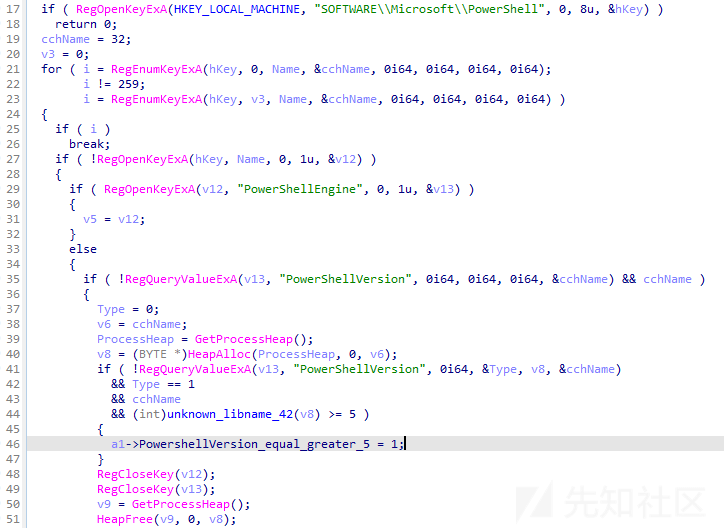 17 if ( RegOpenKeyExA(HKEY_LOCAL_MACHINE, "SOFTWARE\\Microsoft\\PowerShell", 0, 8u, &hKey) )
18 return 0;
19 cchName = 32;
20 v3 = 0;
21 for ( i = RegEnumKeyExA(hKey, 0, Name, &cchName, 0i64, 0i64, 0i64, 0i64);
22 i != 259;
23 i = RegEnumKeyExA(hKey, v3, Name, &cchName, 0i64, 0i64, 0i64, 0i64) )
24 {
25 if ( i )
26 break;
27 if ( !RegOpenKeyExA(hKey, Name, 0, 1u, &v12) )
28 {
29 if ( RegOpenKeyExA(v12, "PowerShellEngine", 0, 1u, &v13) )
30 {
31 v5 = v12;
32 }
33 else
34 {
35 if ( !RegQueryValueExA(v13, "PowerShellVersion", 0i64, 0i64, 0i64, &cchName) && cchName )
36 {
37 Type = 0;
38 v6 = cchName;
39 ProcessHeap = GetProcessHeap();
40 v8 = (BYTE *)HeapAlloc(ProcessHeap, 0, v6);
41 if ( !RegQueryValueExA(v13, "PowerShellVersion", 0i64, &Type, v8, &cchName)
42 && Type == 1
43 && cchName
44 && (int)unknown_libname_42(v8) >= 5 )
45 {
46 a1->PowershellVersion_equal_greater_5 = 1;
47 }
48 RegCloseKey(v12);
49 RegCloseKey(v13);
50 v9 = GetProcessHeap();
51 HeapFree(v9, 0, v8);
先知社区